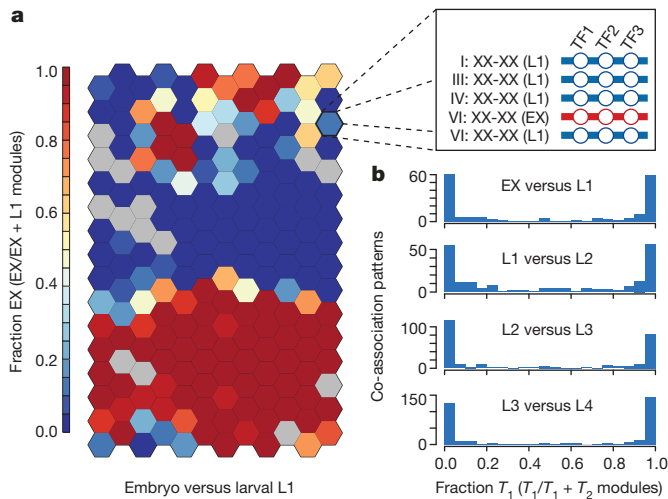 a
1.0
0.8
0.6
0.4
0.2
0.0
Fraction EX (EX/EX + L1 modules)
Embryo versus larval L1
TF1 TF2 TF3
I: XX-XX (L1)
III: XX-XX (L1)
IV: XX-XX (L1)
VI: XX-XX (EX)
VI: XX-XX (L1)
b
Co-association patterns
60
0
EX versus L1
50
0
L1 versus L2
100
0
L2 versus L3
150
0
L3 versus L4
0.0 0.2 0.4 0.6 0.8 1.0
Fraction T1 (T1/T1 + T2 modules)